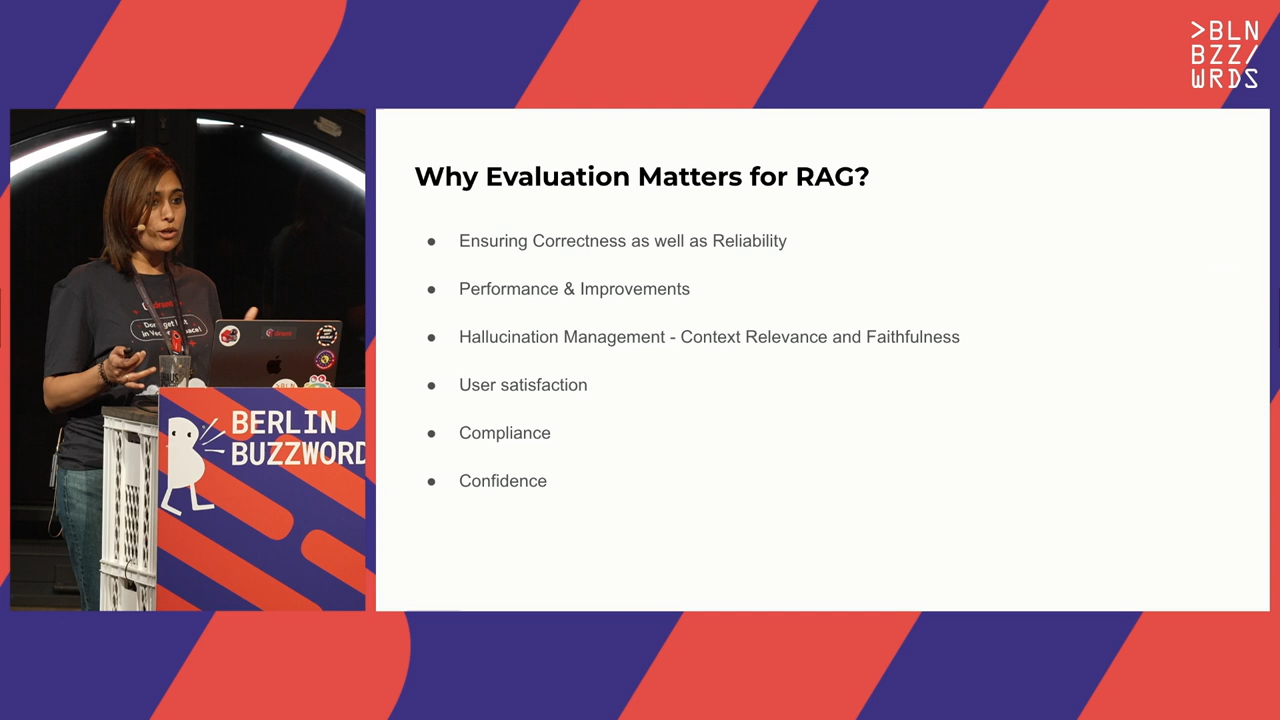 >BLN
BZZ/
WRDS
Why Evaluation Matters for RAG?
● Ensuring Correctness as well as Reliability
● Performance & Improvements
● Hallucination Management - Context Relevance and Faithfulness
● User satisfaction
● Compliance
● Confidence
BERLIN
BUZZWORD